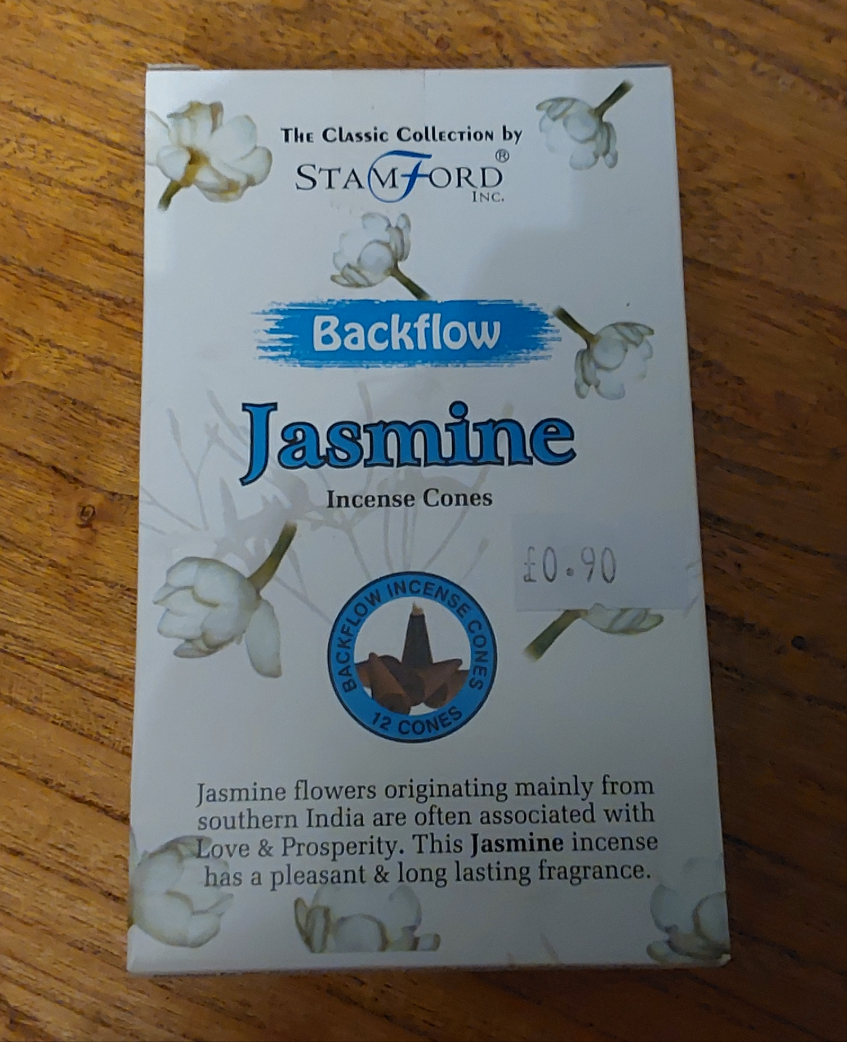 The Classic Collection by
STAMFORD®
INC.
Backflow
Jasmine
Incense Cones
£0.90
BACKFLOW INCENSE CONES
12 CONES
Jasmine flowers originating mainly from
southern India are often associated with
Love & Prosperity. This Jasmine incense
has a pleasant & long lasting fragrance.